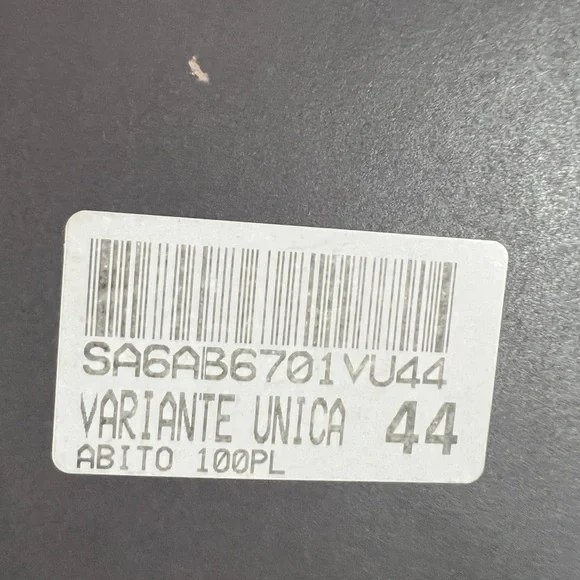 SA6AB6701VU44
VARIANTE UNICA 44
ABITO 100PL